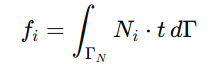 f_i = \int_{\Gamma_N} N_i \cdot t \, d\Gamma